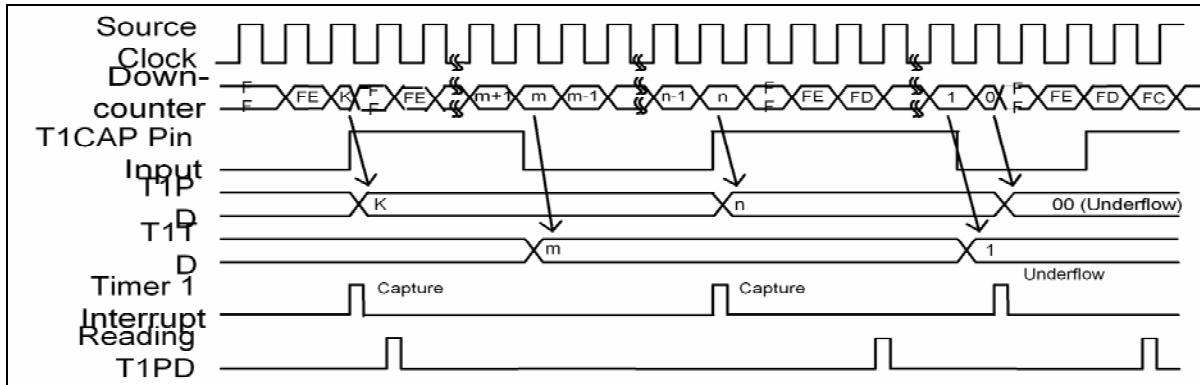 Source
Clock
Down-
counter
F F FE K F F FE m+1 m m-1 n-1 n F F FE FD 1 0 F F FE FD FC
T1CAP Pin
Input
T1P
D
K n 00 (Underflow)
T1T
D
m 1
Underflow
Timer 1
Interrupt
Capture Capture
Reading
T1PD